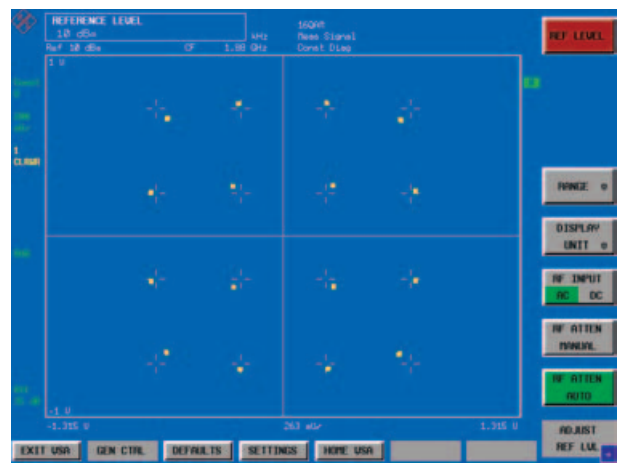 REFERENCE LEVEL
10 dBm
Ref 10 dBm
CF 1.88 GHz
kHz
16QAM
Meas Signal
Const Diag
REF LEVEL
1 U
1
CLRWR
RANGE
DISPLAY
UNIT
RF INPUT
AC DC
RF ATTEN
MANUAL
RF ATTEN
AUTO
-1 U
-1.315 U
1.315 U
ADJUST
REF LVL
EXIT VSA
GEN CTRL
DEFAULTS
SETTINGS
HOME VSA